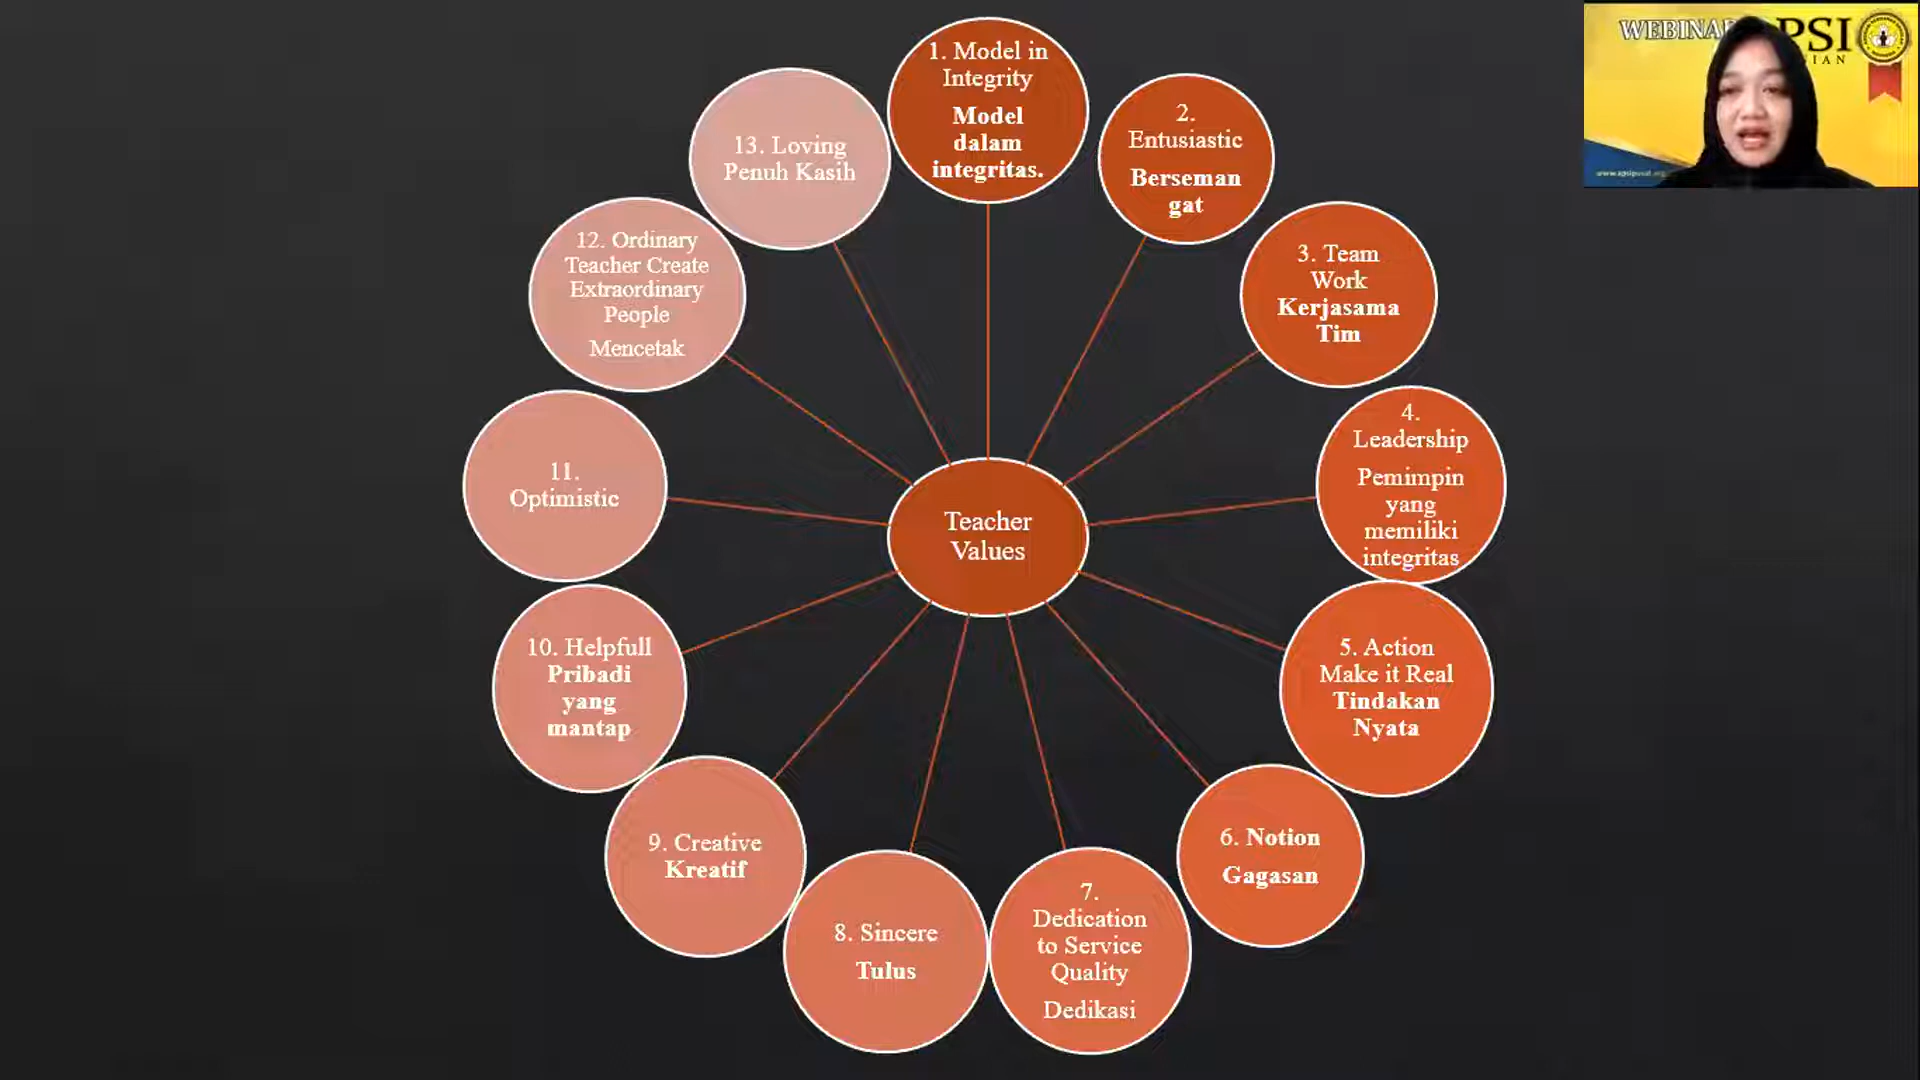 1. Model in
Integrity
Model
dalam
integritas.
2.
Entusiastic
Berseman
gat
3. Team
Work
Kerjasama
Tim
4.
Leadership
Pemimpin
yang
memiliki
integritas
5. Action
Make it Real
Tindakan
Nyata
6. Notion
Gagasan
7.
Dedication
to Service
Quality
Dedikasi
8. Sincere
Tulus
9. Creative
Kreatif
10. Helpfull
Pribadi
yang
mantap
11.
Optimistic
12. Ordinary
Teacher Create
Extraordinary
People
Mencetak
13. Loving
Penuh Kasih
Teacher
Values